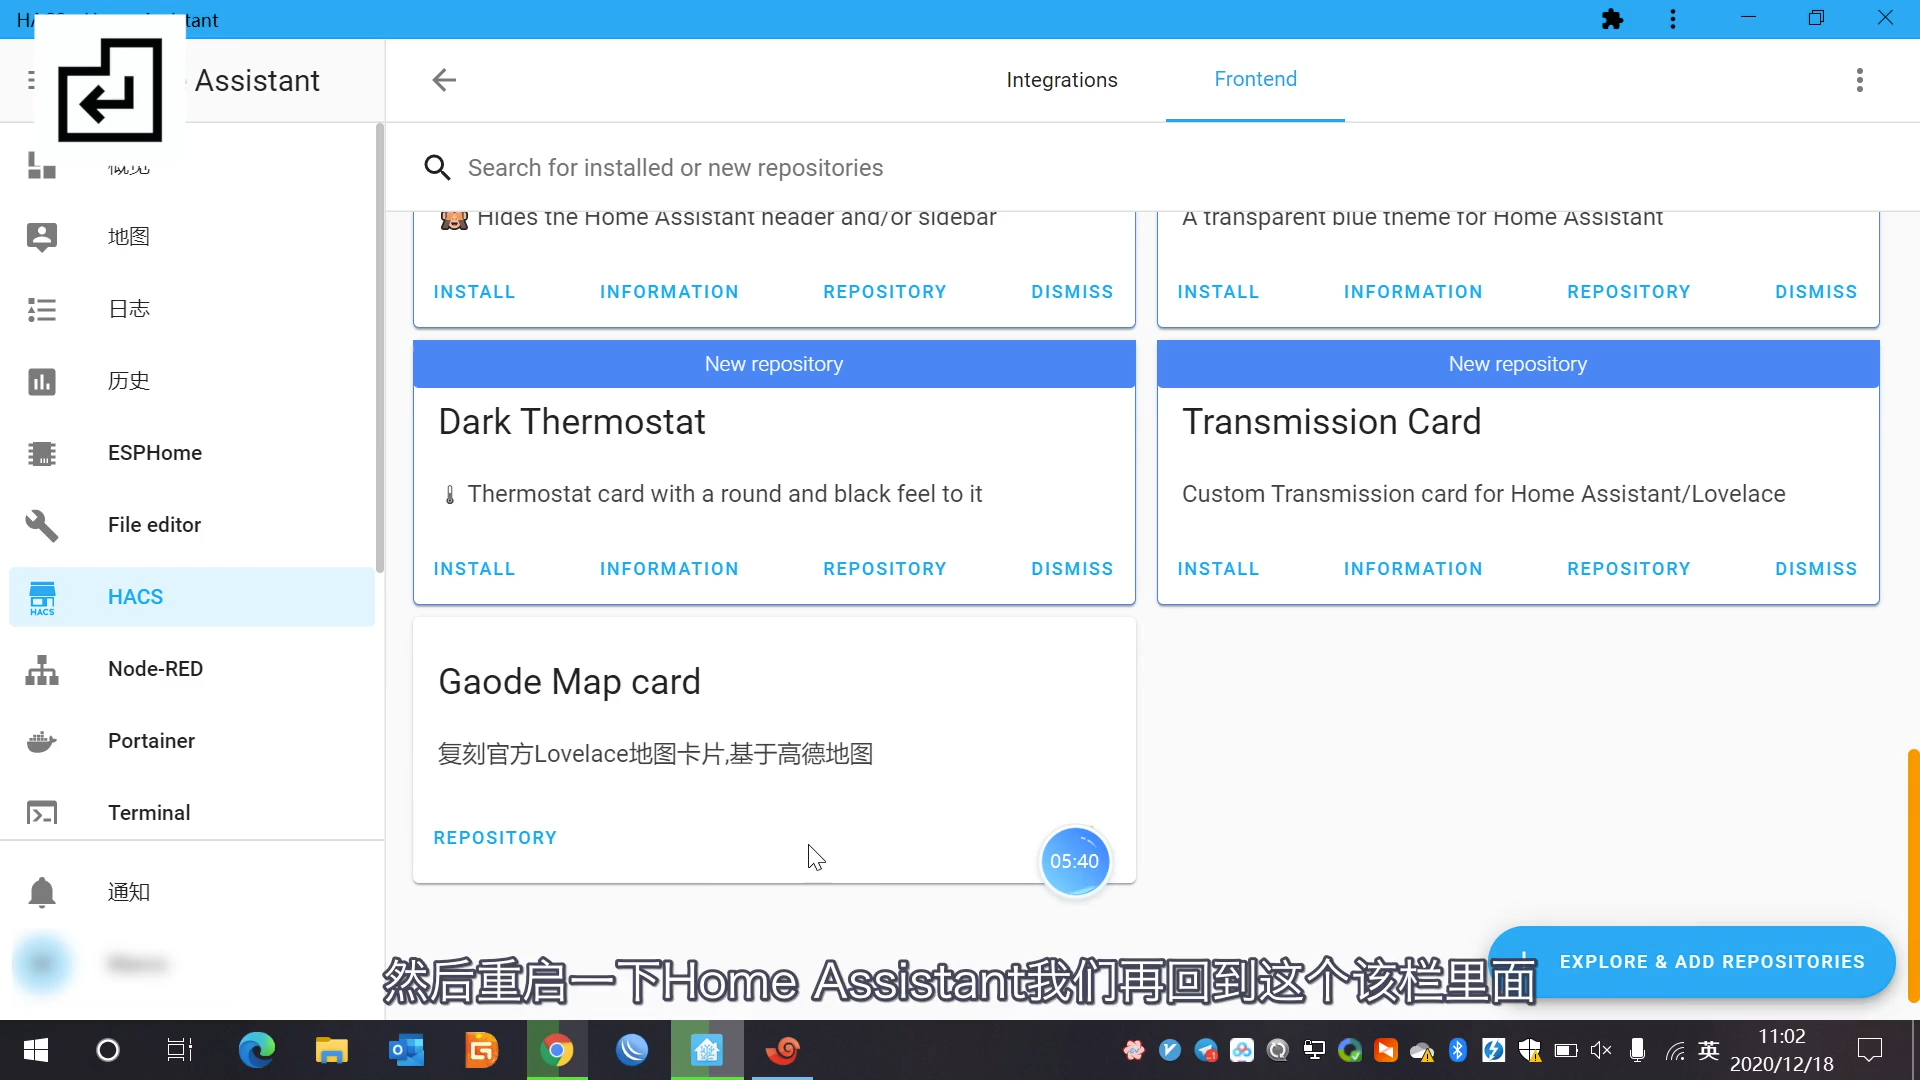 Assistant
Integrations
Frontend
Search for installed or new repositories
概览
地图
日志
历史
ESPHome
File editor
HACS
HACS
Node-RED
Portainer
Terminal
通知
Hides the Home Assistant header and/or sidebar
INSTALL INFORMATION REPOSITORY DISMISS
A transparent blue theme for Home Assistant
INSTALL INFORMATION REPOSITORY DISMISS
New repository
Dark Thermostat
Thermostat card with a round and black feel to it
INSTALL INFORMATION REPOSITORY DISMISS
New repository
Transmission Card
Custom Transmission card for Home Assistant/Lovelace
INSTALL INFORMATION REPOSITORY DISMISS
Gaode Map card
复刻官方Lovelace地图卡片,基于高德地图
REPOSITORY
05:40
EXPLORE & ADD REPOSITORIES
然后重启一下Home Assistant我们再回到这个该栏里面
英
11:02
2020/12/18